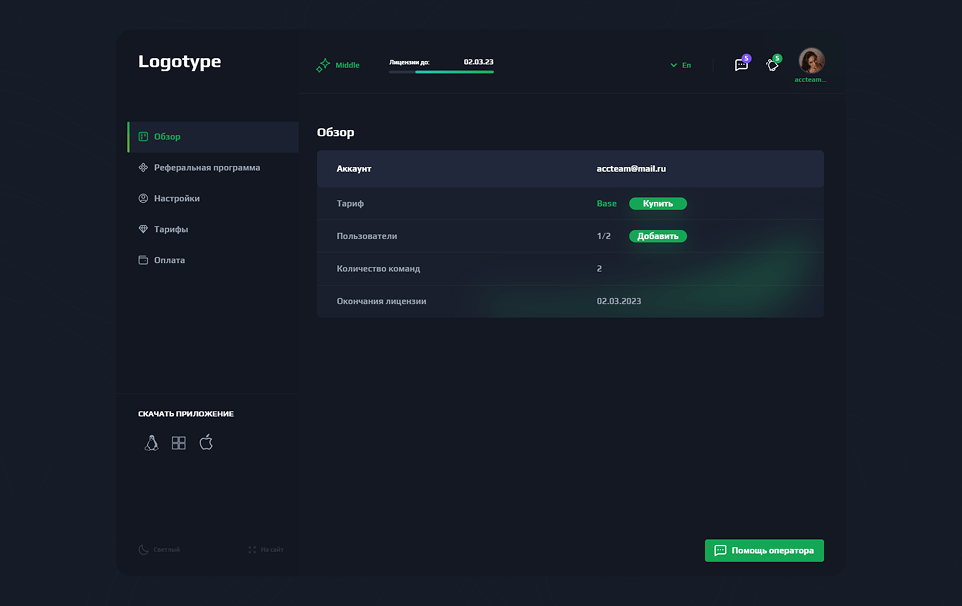 Logotype
Middle
Лицензия до: 02.03.23
En
5
5
accteam...
Обзор
Реферальная программа
Настройки
Тарифы
Оплата
СКАЧАТЬ ПРИЛОЖЕНИЕ
Светлый
На сайт
Обзор
Аккаунт accteam@mail.ru
Тариф Base Купить
Пользователи 1/2 Добавить
Количество команд 2
Окончания лицензии 02.03.2023
Помощь оператора